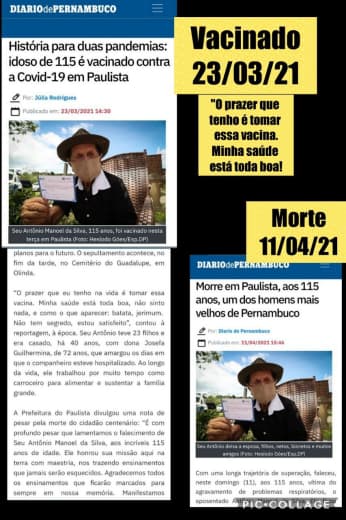 DIARIOdePERNAMBUCO
História para duas pandemias:
idoso de 115 é vacinado contra
a Covid-19 em Paulista
Por: Júlia Rodrigues
Publicado em: 23/03/2021 14:30
Seu Antônio Manoel da Silva, 115 anos, foi vacinado nesta
terça em Paulista (Foto: Hesíodo Góes/Esp.DP)
planos para o futuro. O sepultamento acontece, no
fim da tarde, no Cemitério do Guadalupe, em
Olinda.
"O prazer que eu tenho na vida é tomar essa
vacina. Minha saúde está toda boa, não sinto
nada, e como o que aparecer: batata, jerimum.
Não tem segredo, estou satisfeito", contou à
reportagem, à época. Seu Antônio teve 23 filhos e
era casado, há 40 anos, com dona Josefa
Guilhermina, de 72 anos, que amargou os dias em
que o companheiro esteve hospitalizado. Ao longo
da vida, ele trabalhou por muito tempo como
carroceiro para alimentar e sustentar a família
grande.
A Prefeitura do Paulista divulgou uma nota de
pesar pela morte do cidadão centenário: "É com
profundo pesar que lamentamos o falecimento de
Seu Antônio Manoel da Silva, aos incríveis 115
anos de idade. Ele honrou sua missão aqui na
terra com maestria, nos trazendo ensinamentos
que jamais serão esquecidos. Agradecemos todos
os ensinamentos que ficarão marcados para
sempre em nossa memória. Manifestamos
Vacinado
23/03/21
"O prazer que
tenho é tomar
essa vacina.
Minha saúde
está toda boa!
Morte
11/04/21
DIARIOdePERNAMBUCO
Morre em Paulista, aos 115
anos, um dos homens mais
velhos de Pernambuco
Por: Diario de Pernambuco
Publicado em: 11/04/2021 15:46
Seu Antônio deixa a esposa, filhos, netos, bisnetos e muitos
amigos (Foto: Hesíodo Góes/Esp.DP)
Com uma longa trajetória de superação, faleceu,
neste domingo (11), aos 115 anos, vítima do
agravamento de problemas respiratórios, o
aposentado
PIC•COLLAGE